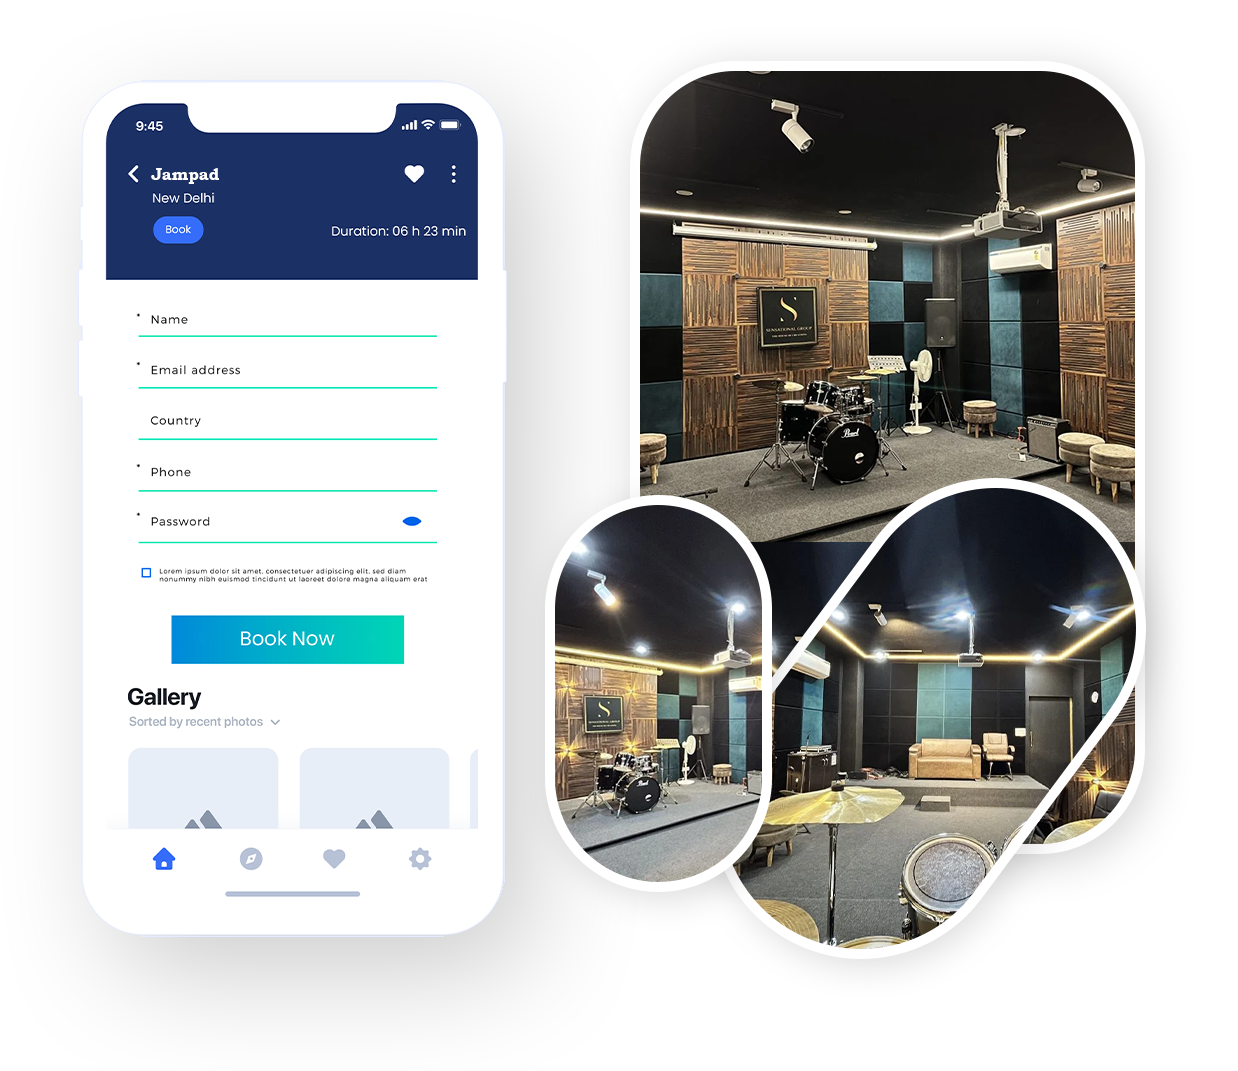 9:45
Jampad
New Delhi
Book
Duration: 06 h 23 min
* Name
* Email address
Country
* Phone
* Password
Lorem ipsum dolor sit amet, consectetuer adipiscing elit, sed diam
nonummy nibh euismod tincidunt ut laoreet dolore magna aliquam erat
Book Now
Gallery
Sorted by recent photos
S
SENSATIONAL GROUP
Pearl
S
SENSATIONAL GROUP